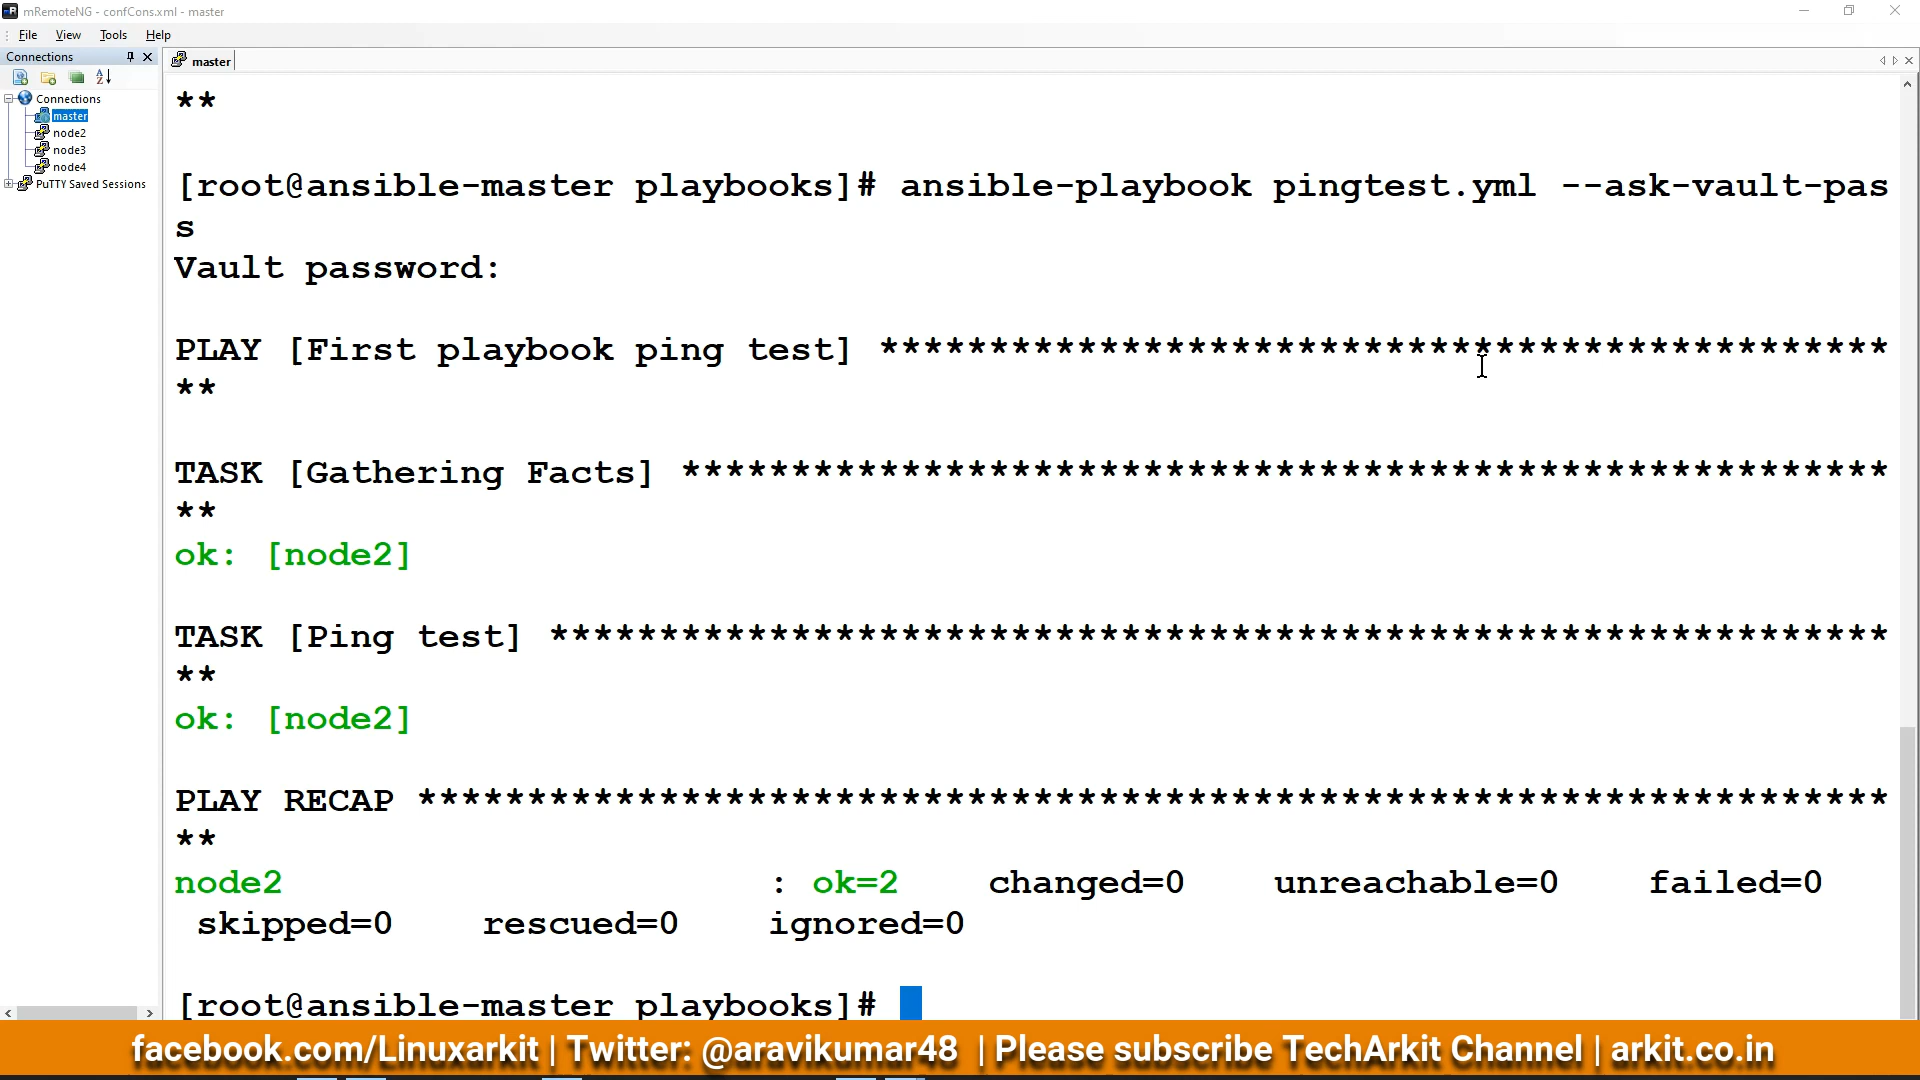 mRemoteNG - confCons.xml - master
File View Tools Help
Connections
master
Connections
master
node2
node3
node4
PuTTY Saved Sessions
**
[root@ansible-master playbooks]# ansible-playbook pingtest.yml --ask-vault-pas
s
Vault password:
PLAY [First playbook ping test] **********************************************
**
TASK [Gathering Facts] *******************************************************
**
ok: [node2]
TASK [Ping test] *************************************************************
**
ok: [node2]
PLAY RECAP *******************************************************************
**
node2 : ok=2 changed=0 unreachable=0 failed=0
skipped=0 rescued=0 ignored=0
[root@ansible-master playbooks]#
facebook.com/Linuxarkit | Twitter: @aravikumar48 | Please subscribe TechArkit Channel | arkit.co.in